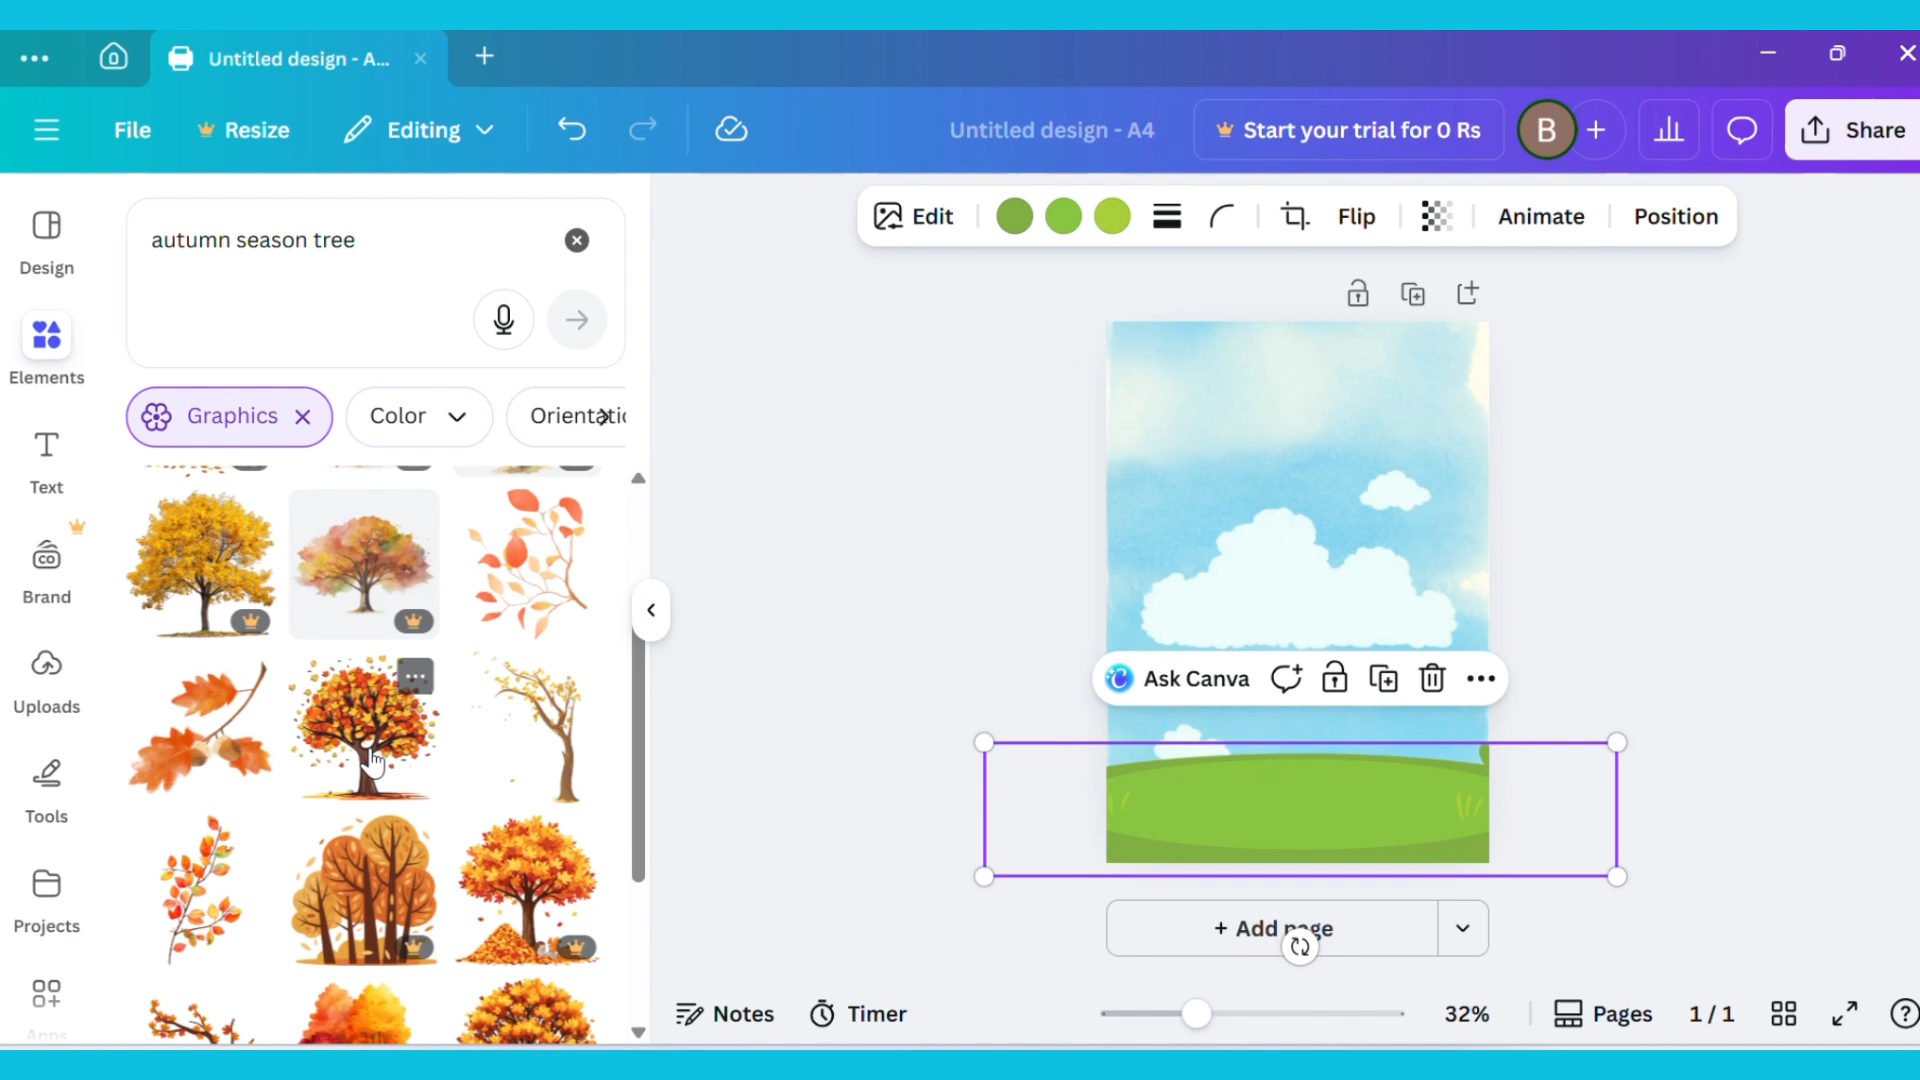 Untitled design - A...
File
Resize
Editing
Untitled design - A4
Start your trial for 0 Rs
B
Share
Design
Elements
Text
Brand
Uploads
Tools
Projects
Apps
autumn season tree
Graphics
Color
Edit
Flip
Animate
Position
Ask Canva
+ Add page
Notes
Timer
32%
Pages
1 / 1